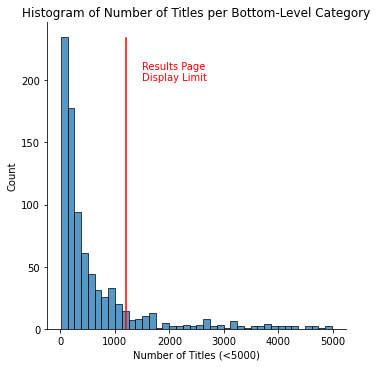 Histogram of Number of Titles per Bottom-Level Category
Results Page
Display Limit
200
150
100
50
0
Count
0 1000 2000 3000 4000 5000
Number of Titles (<5000)